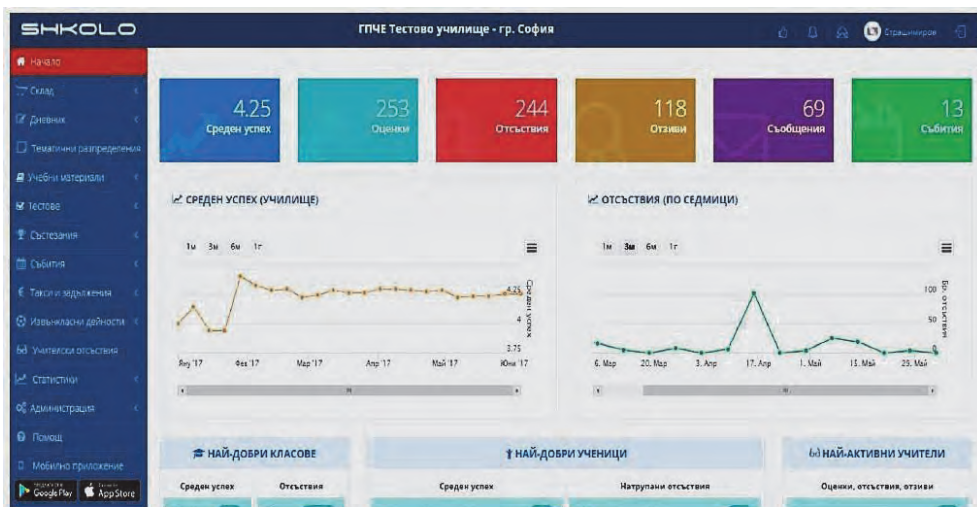 SHKOLO
ГПЧЕ Тестово училище - гр. София
Страшимиров
Начало
Склад
Дневник
Тематични разпределения
Учебни материали
Тестове
Състезания
Събития
Такси и задължения
Извънкласни дейности
Учителски отсъствия
Статистики
Администрация
Помощ
Мобилно приложение
Google Play
App Store
4.25
Среден успех
253
Оценки
244
Отсъствия
118
Отзиви
69
Съобщения
13
Събития
СРЕДЕН УСПЕХ (УЧИЛИЩЕ)
1м 3м 6м 1г
4.25
4
3.75
Среден успех
Яну '17 Фев '17 Мар '17 Апр '17 Май '17 Юни '17
ОТСЪСТВИЯ (ПО СЕДМИЦИ)
1м 3м 6м 1г
100
50
0
Бр. отсъствия
6. Мар 20. Мар 3. Апр 17. Апр 1. Май 15. Май 29. Май
НАЙ-ДОБРИ КЛАСОВЕ
Среден успех Отсъствия
НАЙ-ДОБРИ УЧЕНИЦИ
Среден успех Натрупани отсъствия
НАЙ-АКТИВНИ УЧИТЕЛИ
Оценки, отсъствия, отзиви